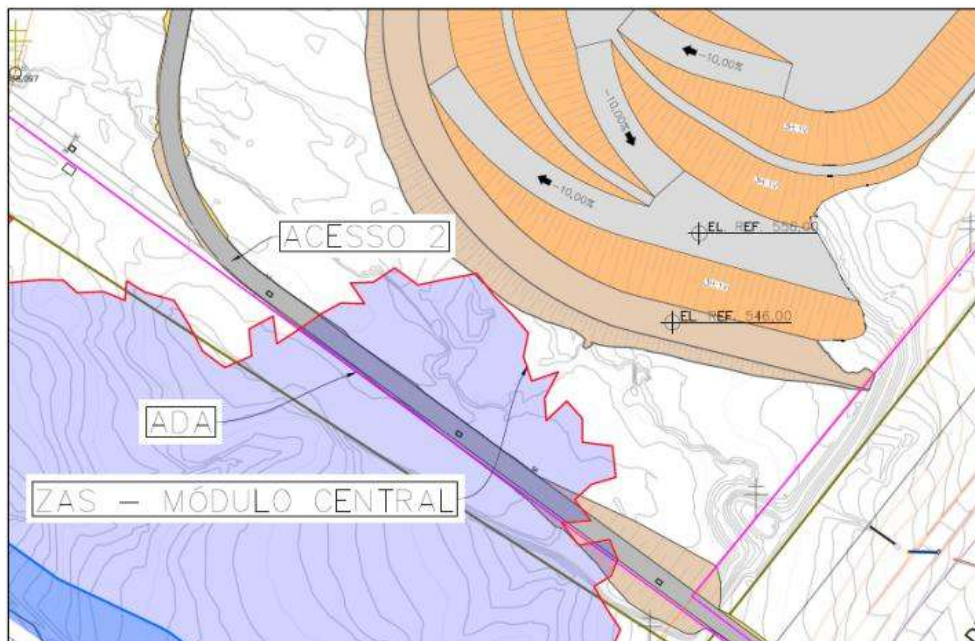 -10,00%
-10,00%
-10,00%
ACESSO 2
EL. REF. 556,00
EL. REF. 546,00
ADA
ZAS - MÓDULO CENTRAL